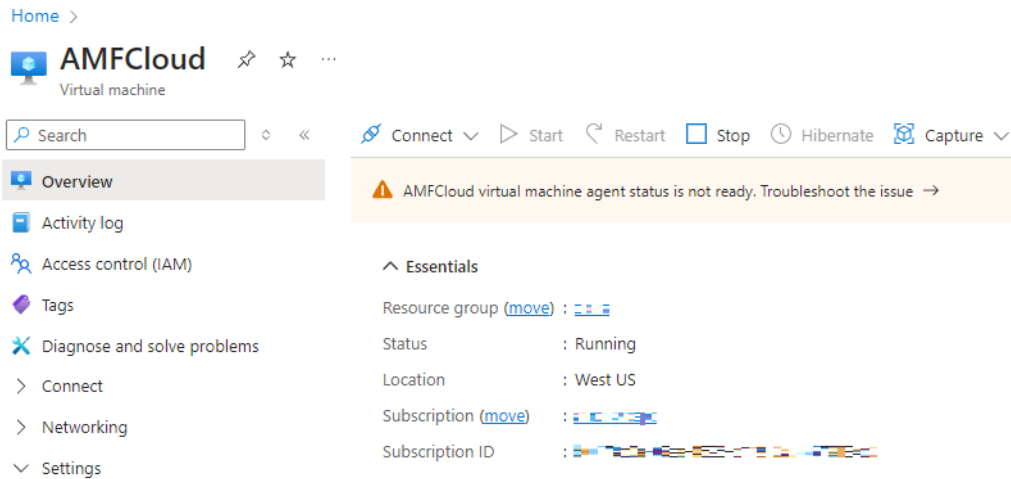 Home >
AMFCloud
Virtual machine
Search
Connect Start Restart Stop Hibernate Capture
Overview
AMFCloud virtual machine agent status is not ready. Troubleshoot the issue →
Activity log
Access control (IAM)
Essentials
Tags
Resource group (move) :
Diagnose and solve problems
Status : Running
Connect
Location : West US
Networking
Subscription (move) :
Settings
Subscription ID :